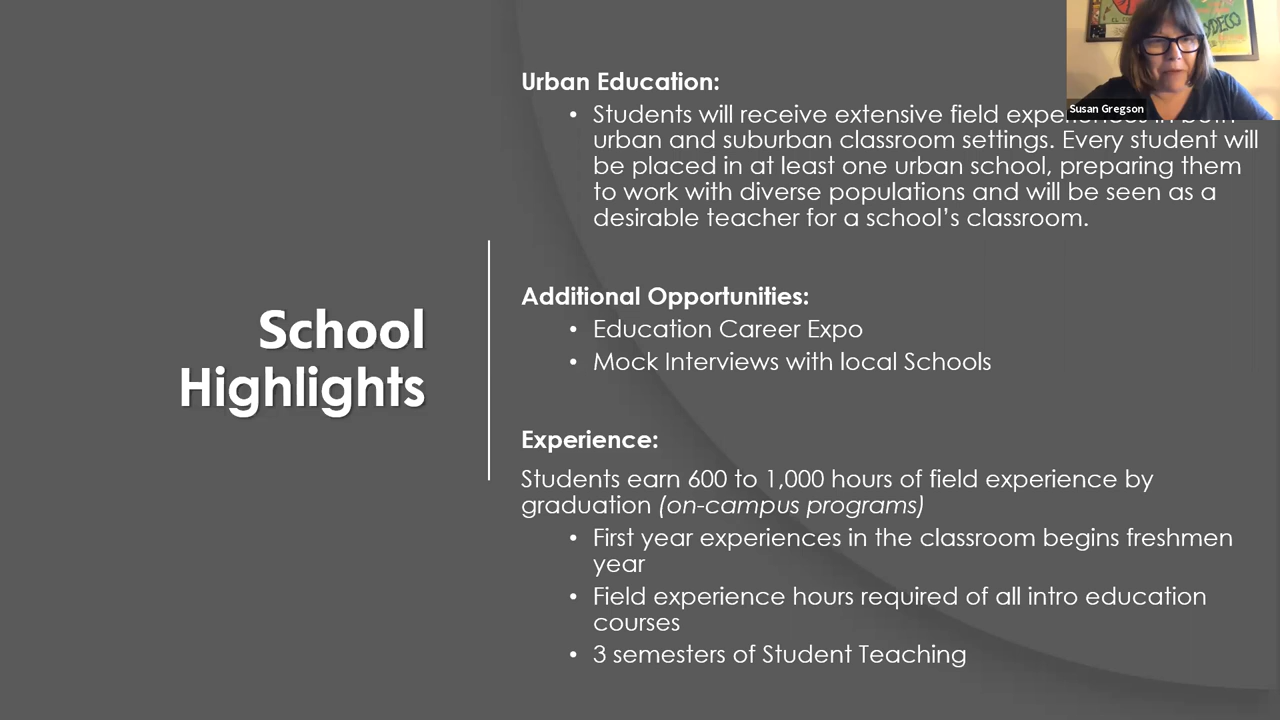 Urban Education:
• Students will receive extensive field experiences in both
urban and suburban classroom settings. Every student will
be placed in at least one urban school, preparing them
to work with diverse populations and will be seen as a
desirable teacher for a school’s classroom.
School
Highlights
Additional Opportunities:
• Education Career Expo
• Mock Interviews with local Schools
Experience:
Students earn 600 to 1,000 hours of field experience by
graduation (on-campus programs)
• First year experiences in the classroom begins freshmen
year
• Field experience hours required of all intro education
courses
• 3 semesters of Student Teaching
Susan Gregson